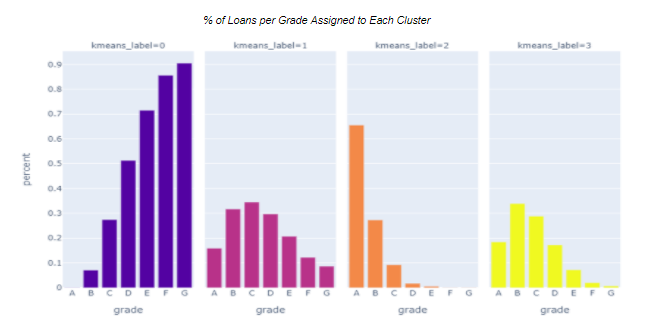 % of Loans per Grade Assigned to Each Cluster
kmeans_label=0 kmeans_label=1 kmeans_label=2 kmeans_label=3
0.9
0.8
0.7
0.6
0.5
0.4
0.3
0.2
0.1
0
percent
A B C D E F G A B C D E F G A B C D E F G A B C D E F G
grade grade grade grade